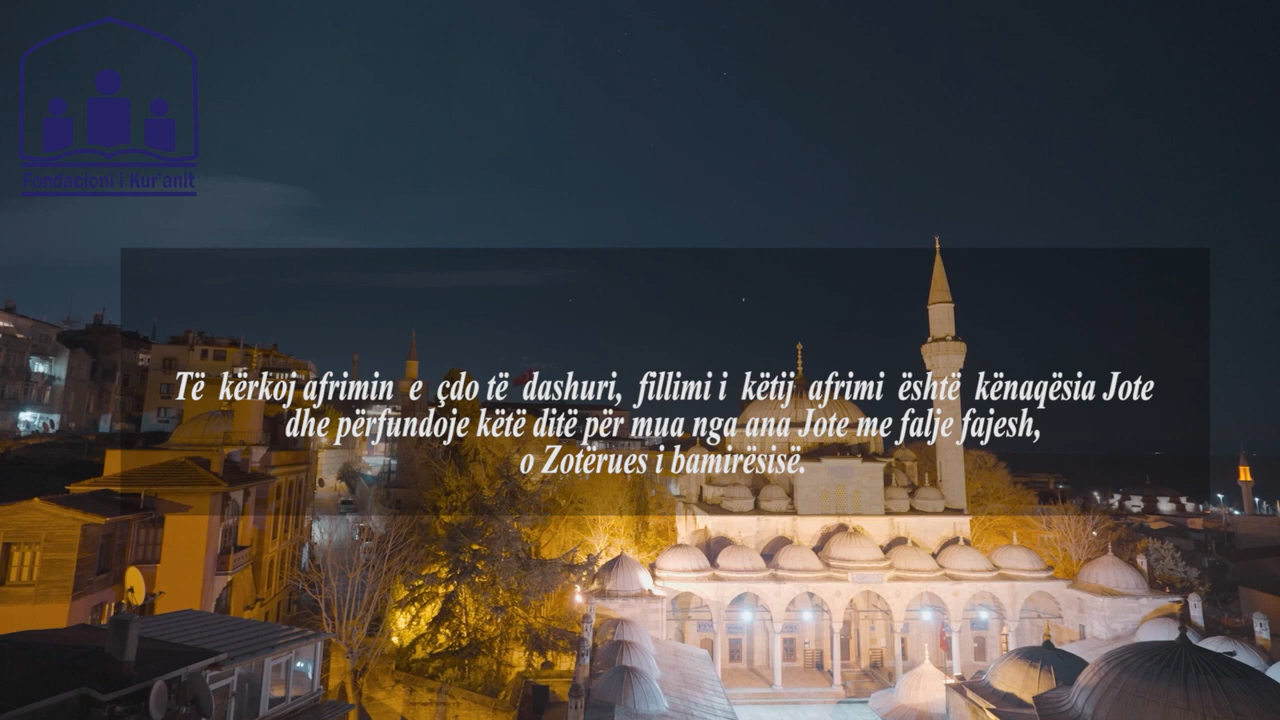 Fondacioni i Kur'anit
Të kërkoj afrimin e çdo të dashuri, fillimi i këtij afrimi është kënaqësia Jote
dhe përfundoje këtë ditë për mua nga ana Jote me falje fajesh,
o Zotërues i bamirësisë.